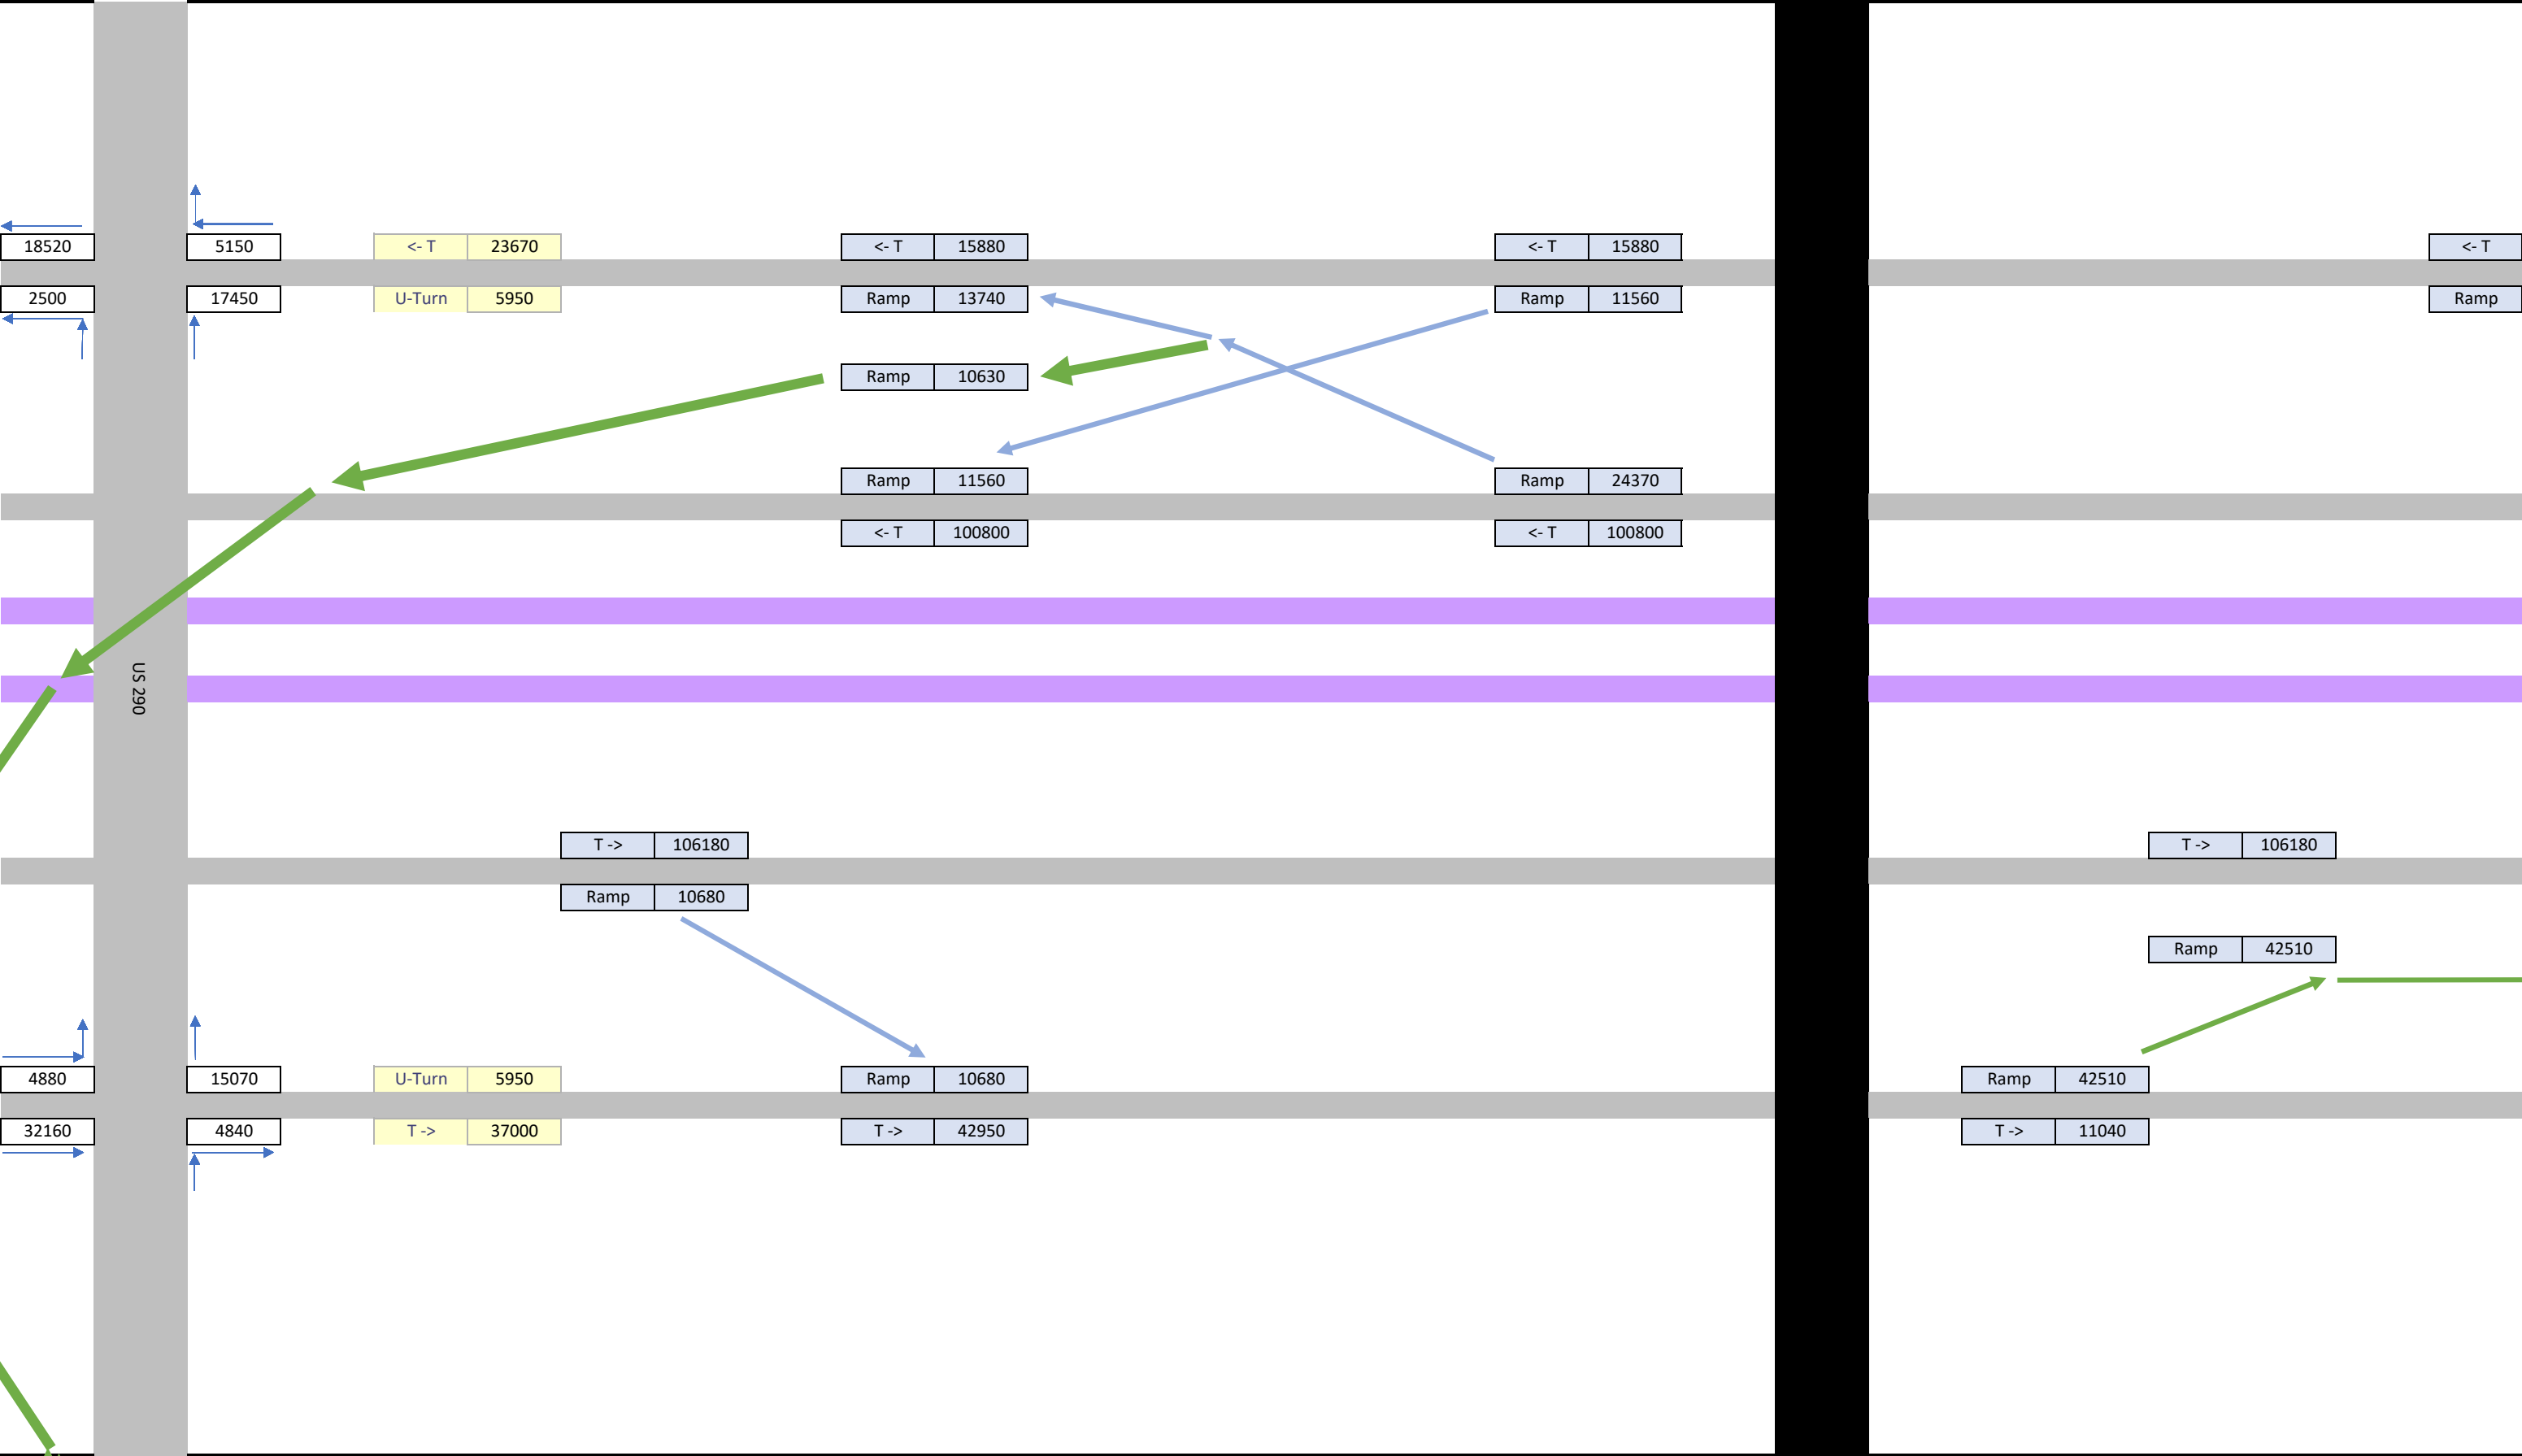 18520 5150 <- T 23670 <- T 15880 <- T 15880 <- T
2500 17450 U-Turn 5950 Ramp 13740 Ramp 11560 Ramp
Ramp 10630
Ramp 11560 Ramp 24370
<- T 100800 <- T 100800
US 290
T -> 106180 T -> 106180
Ramp 10680
Ramp 42510
4880 15070 U-Turn 5950 Ramp 10680 Ramp 42510
32160 4840 T -> 37000 T -> 42950 T -> 11040